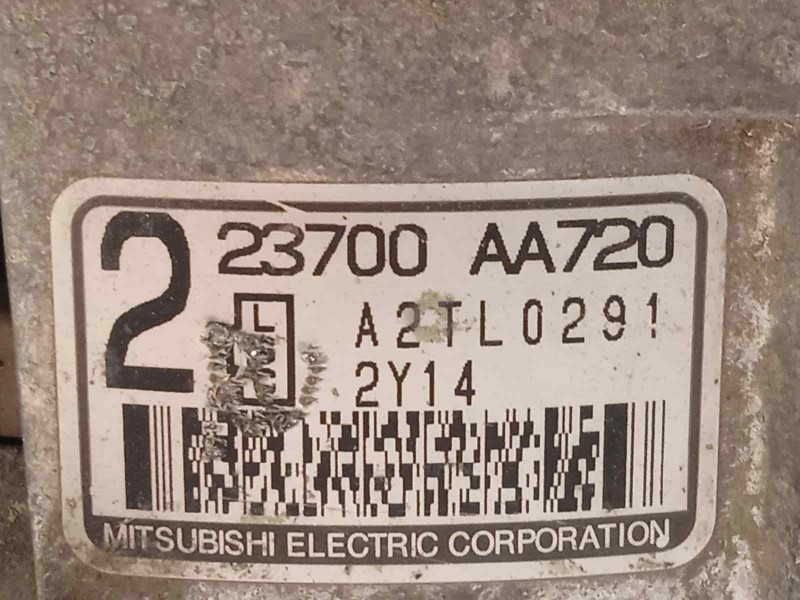 2 23700 AA720
L A2TL0291
2Y14
MITSUBISHI ELECTRIC CORPORATION